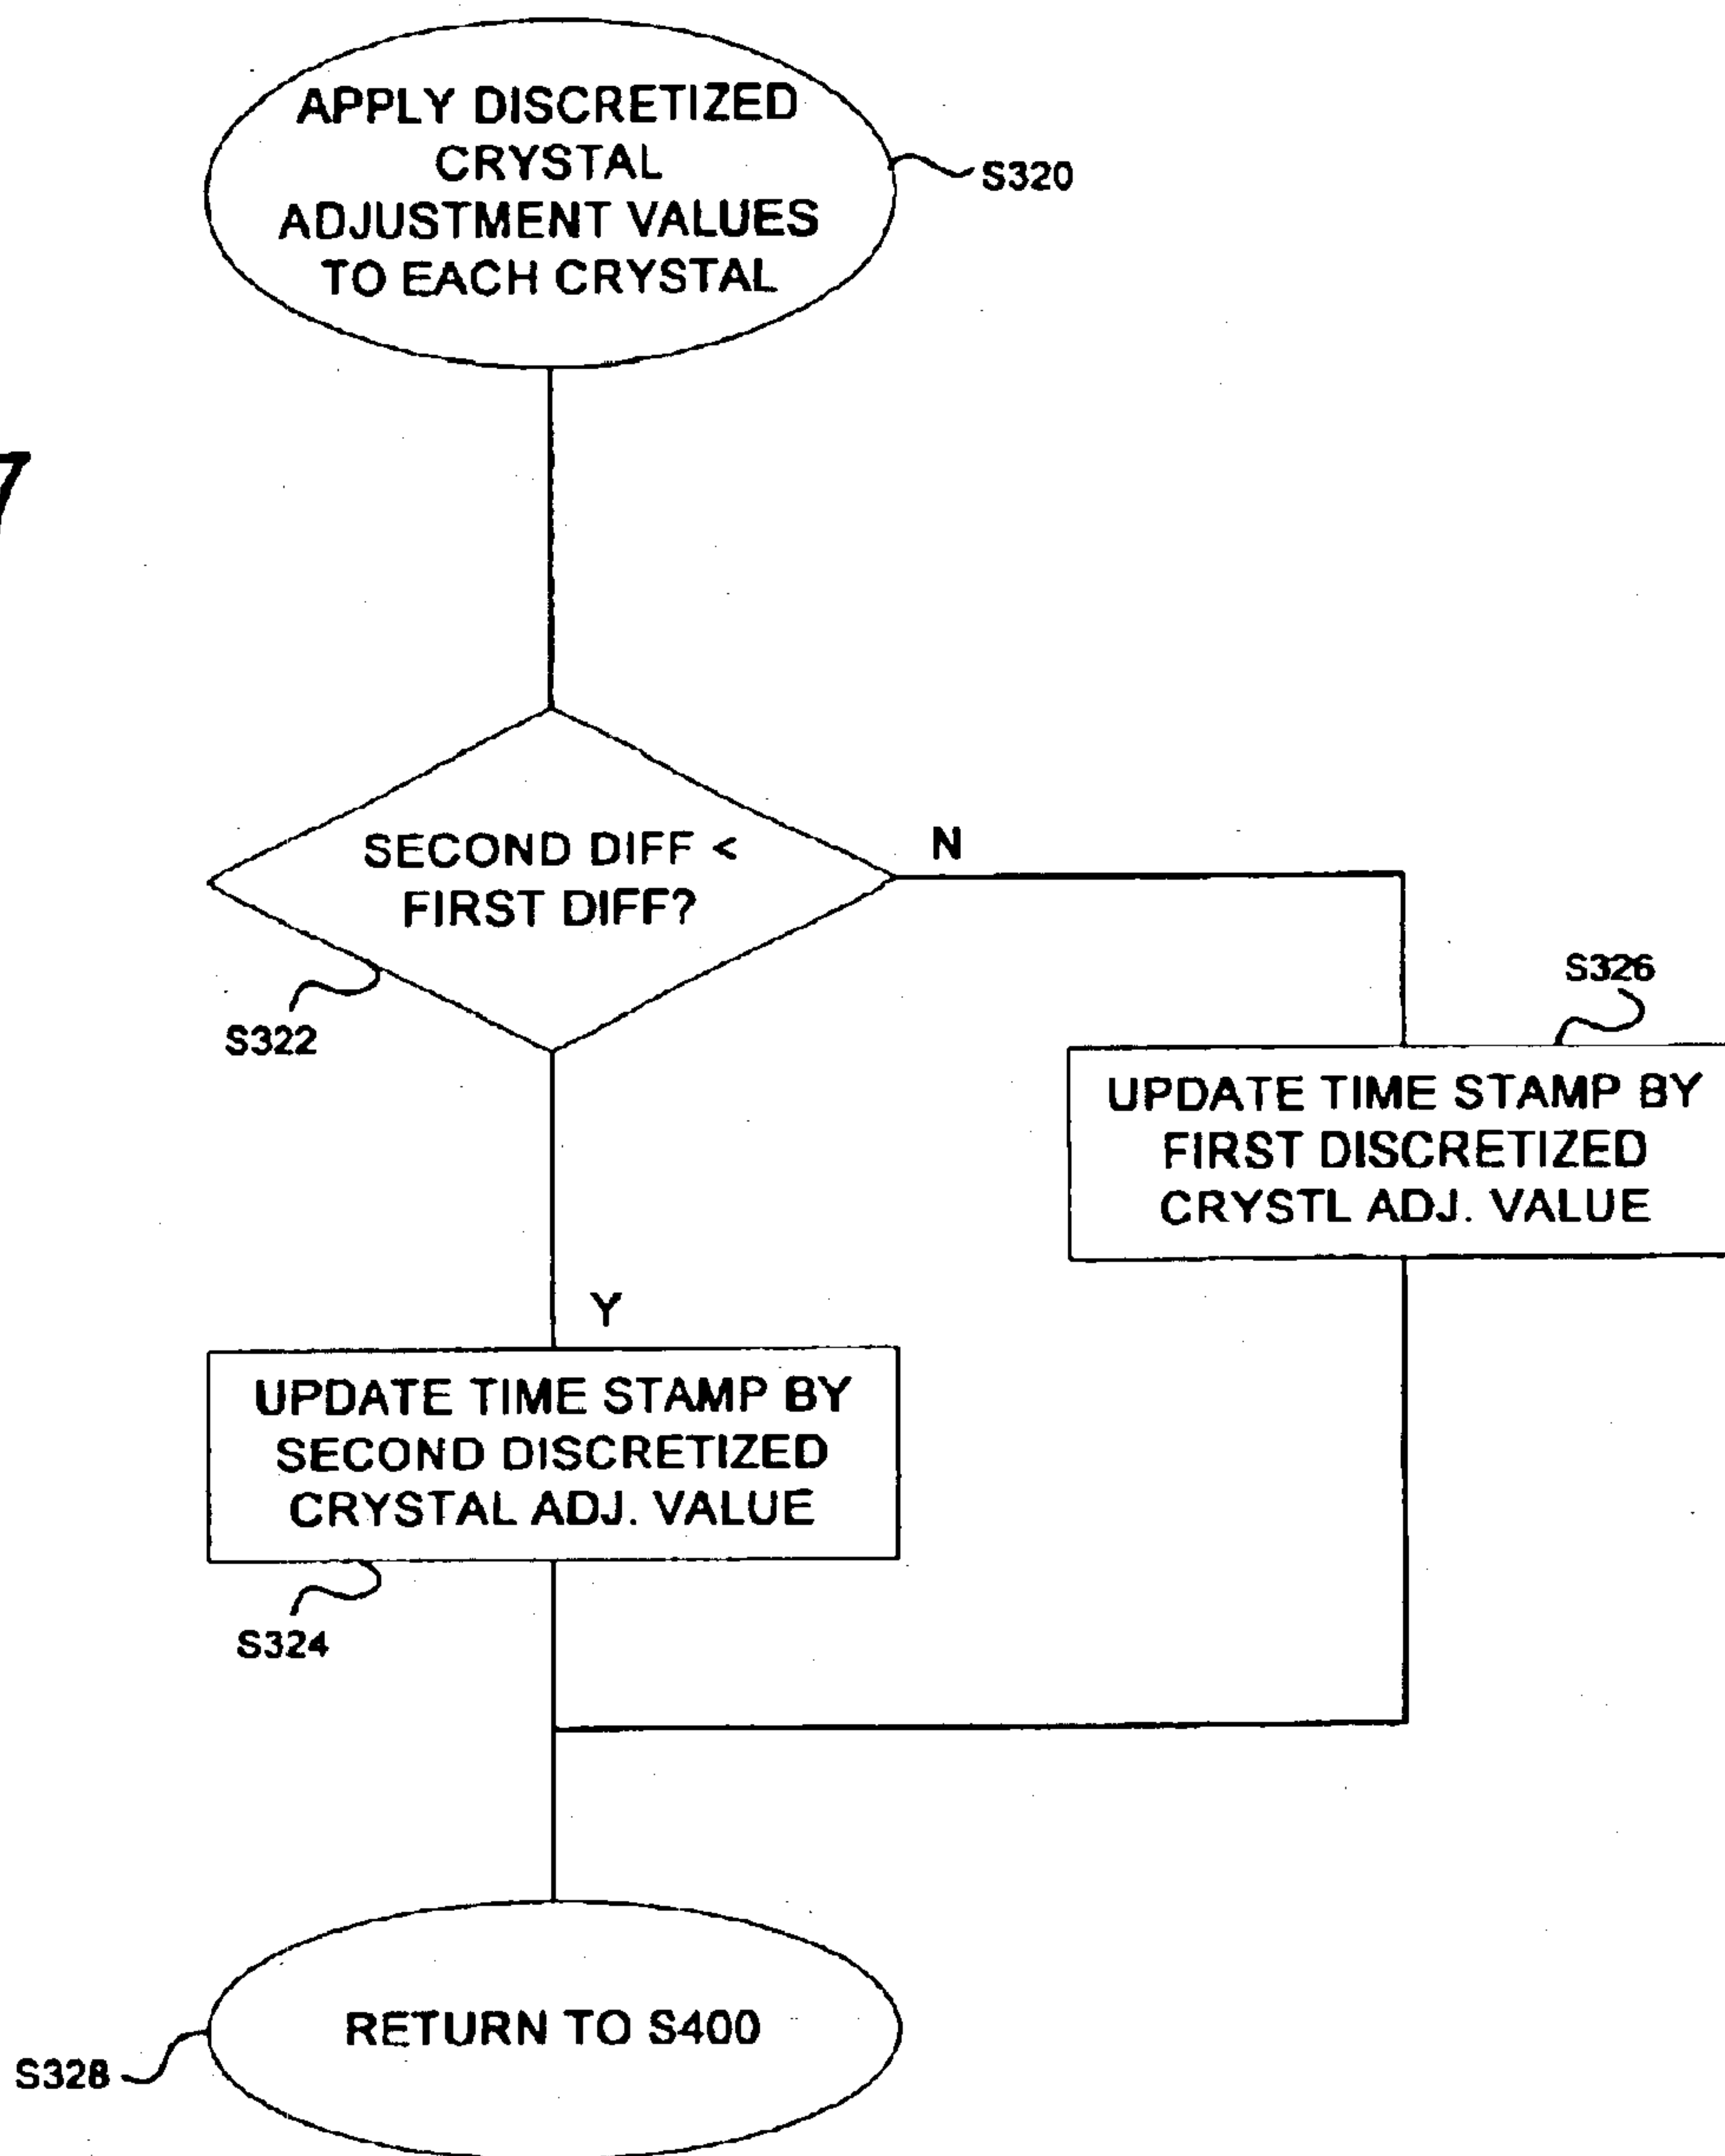 APPLY DISCRETIZED
CRYSTAL
ADJUSTMENT VALUES
TO EACH CRYSTAL
S320
7
SECOND DIFF <
FIRST DIFF?
N
S322
S326
UPDATE TIME STAMP BY
FIRST DISCRETIZED
CRYSTL ADJ. VALUE
Y
UPDATE TIME STAMP BY
SECOND DISCRETIZED
CRYSTAL ADJ. VALUE
S324
RETURN TO S400
S328